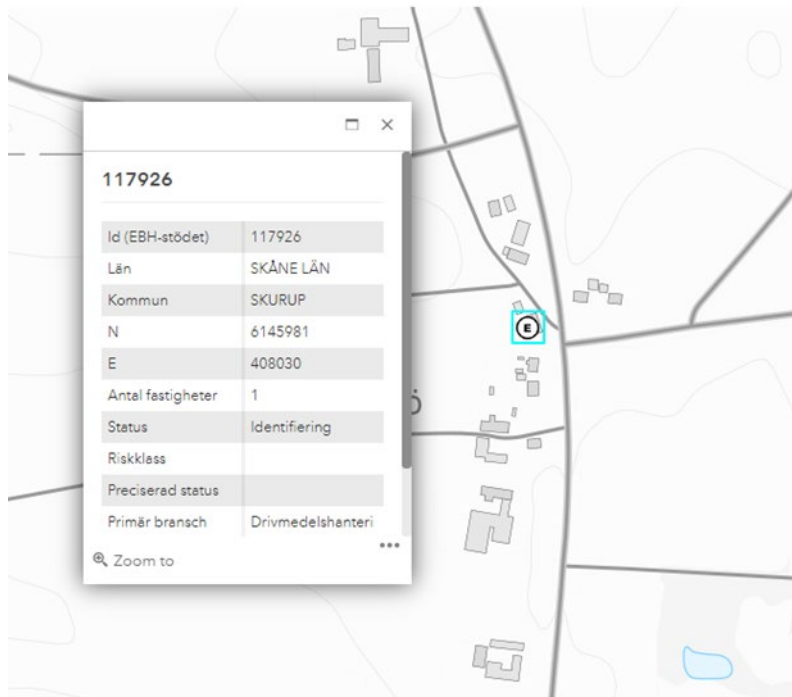 117926
Id (EBH-stödet) 117926
Län SKÅNE LÄN
Kommun SKURUP
N 6145981
E 408030
Antal fastigheter 1
Status Identifiering
Riskklass
Preciserad status
Primär bransch Drivmedelshanteri
Zoom to
E